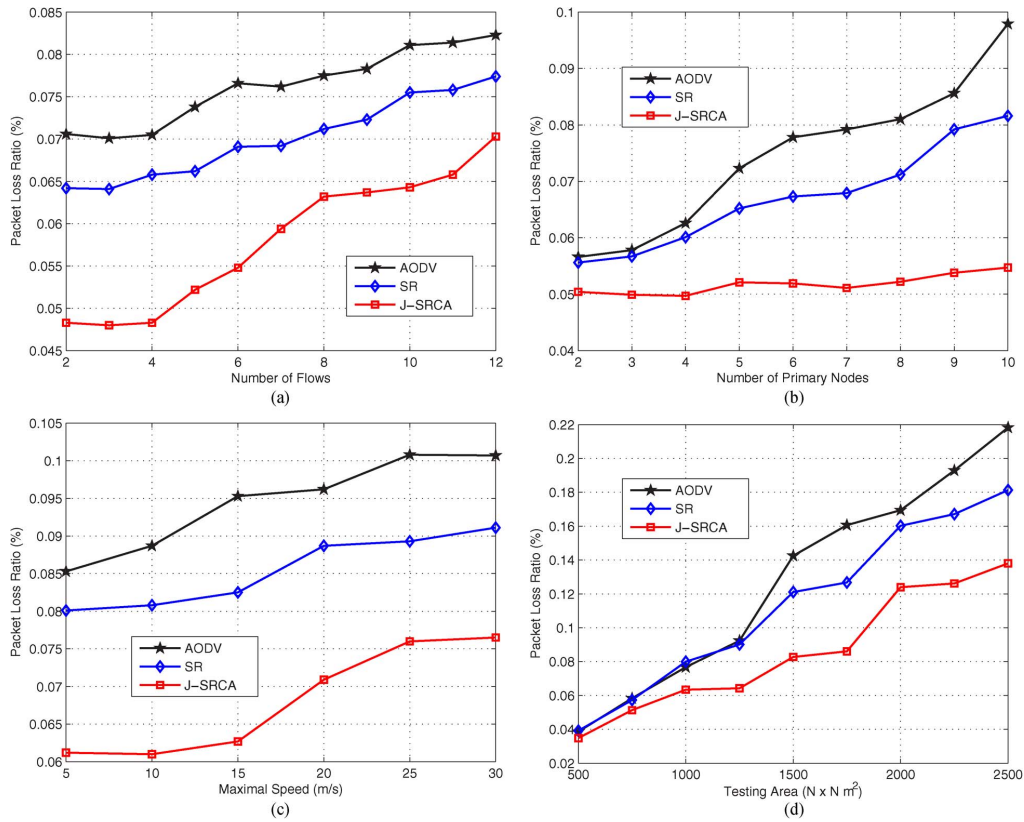 0.085
0.08
0.075
0.07
0.065
0.06
0.055
0.05
0.045
Packet Loss Ratio (%)
AODV
SR
J−SRCA
2 4 6 8 10 12
Number of Flows
(a)
0.1
0.09
0.08
0.07
0.06
0.05
0.04
Packet Loss Ratio (%)
AODV
SR
J−SRCA
2 3 4 5 6 7 8 9 10
Number of Primary Nodes
(b)
0.105
0.1
0.095
0.09
0.085
0.08
0.075
0.07
0.065
0.06
Packet Loss Ratio (%)
AODV
SR
J−SRCA
5 10 15 20 25 30
Maximal Speed (m/s)
(c)
0.22
0.2
0.18
0.16
0.14
0.12
0.1
0.08
0.06
0.04
0.02
Packet Loss Ratio (%)
AODV
SR
J−SRCA
500 1000 1500 2000 2500
Testing Area (N x N m²)
(d)